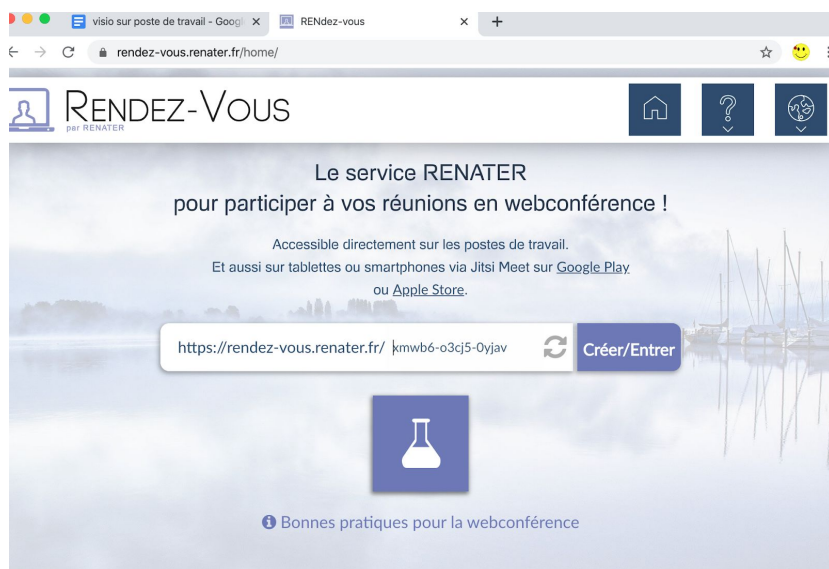 visio sur poste de travail - Googl
RENdez-vous
rendez-vous.renater.fr/home/
RENDEZ-VOUS
par RENATER
Le service RENATER
pour participer à vos réunions en webconférence !
Accessible directement sur les postes de travail.
Et aussi sur tablettes ou smartphones via Jitsi Meet sur Google Play
ou Apple Store.
https://rendez-vous.renater.fr/ kmwb6-o3cj5-0yjav
Créer/Entrer
Bonnes pratiques pour la webconférence